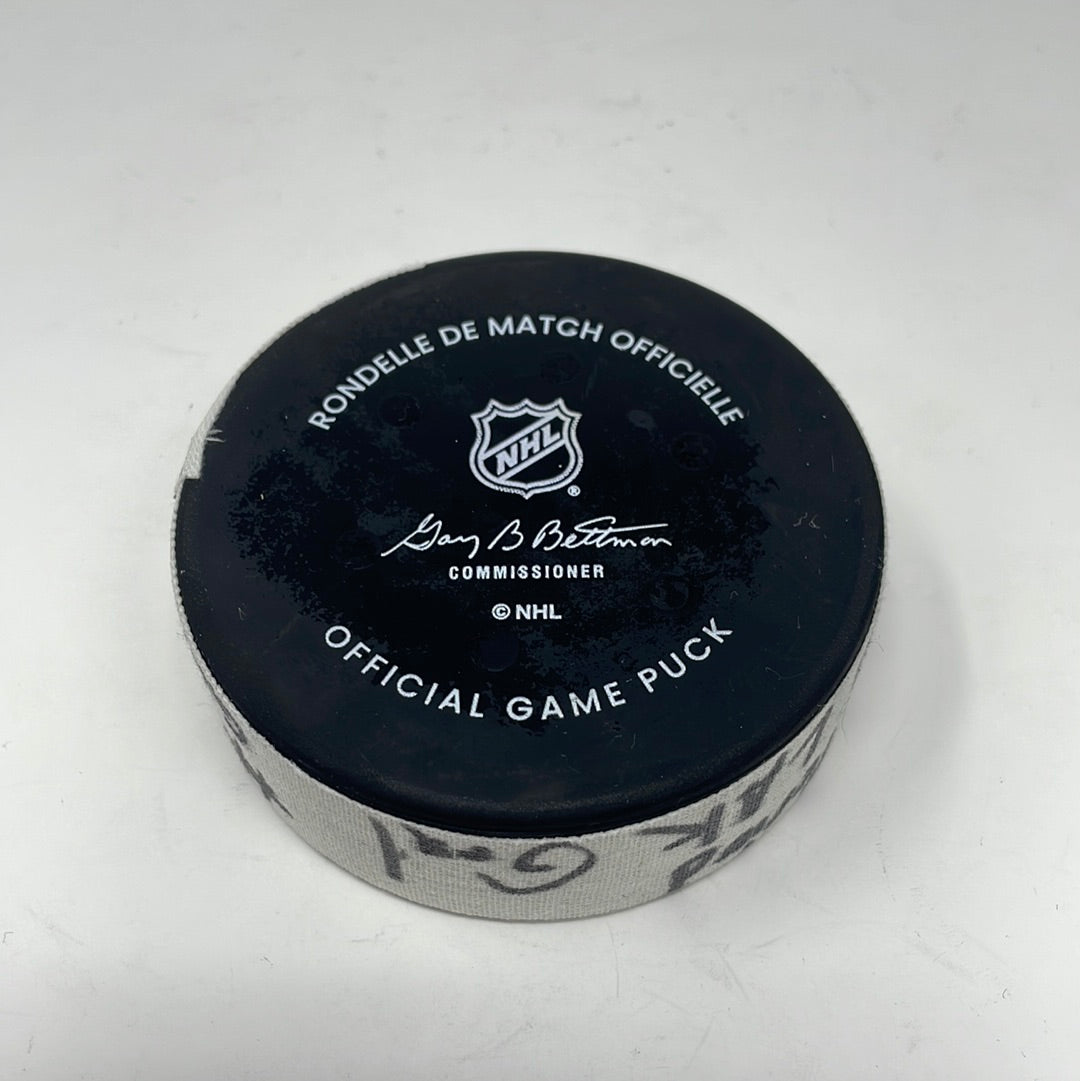 RONDELLE DE MATCH OFFICIELLE
NHL
®
Gary B Bettman
COMMISSIONER
© NHL
OFFICIAL GAME PUCK